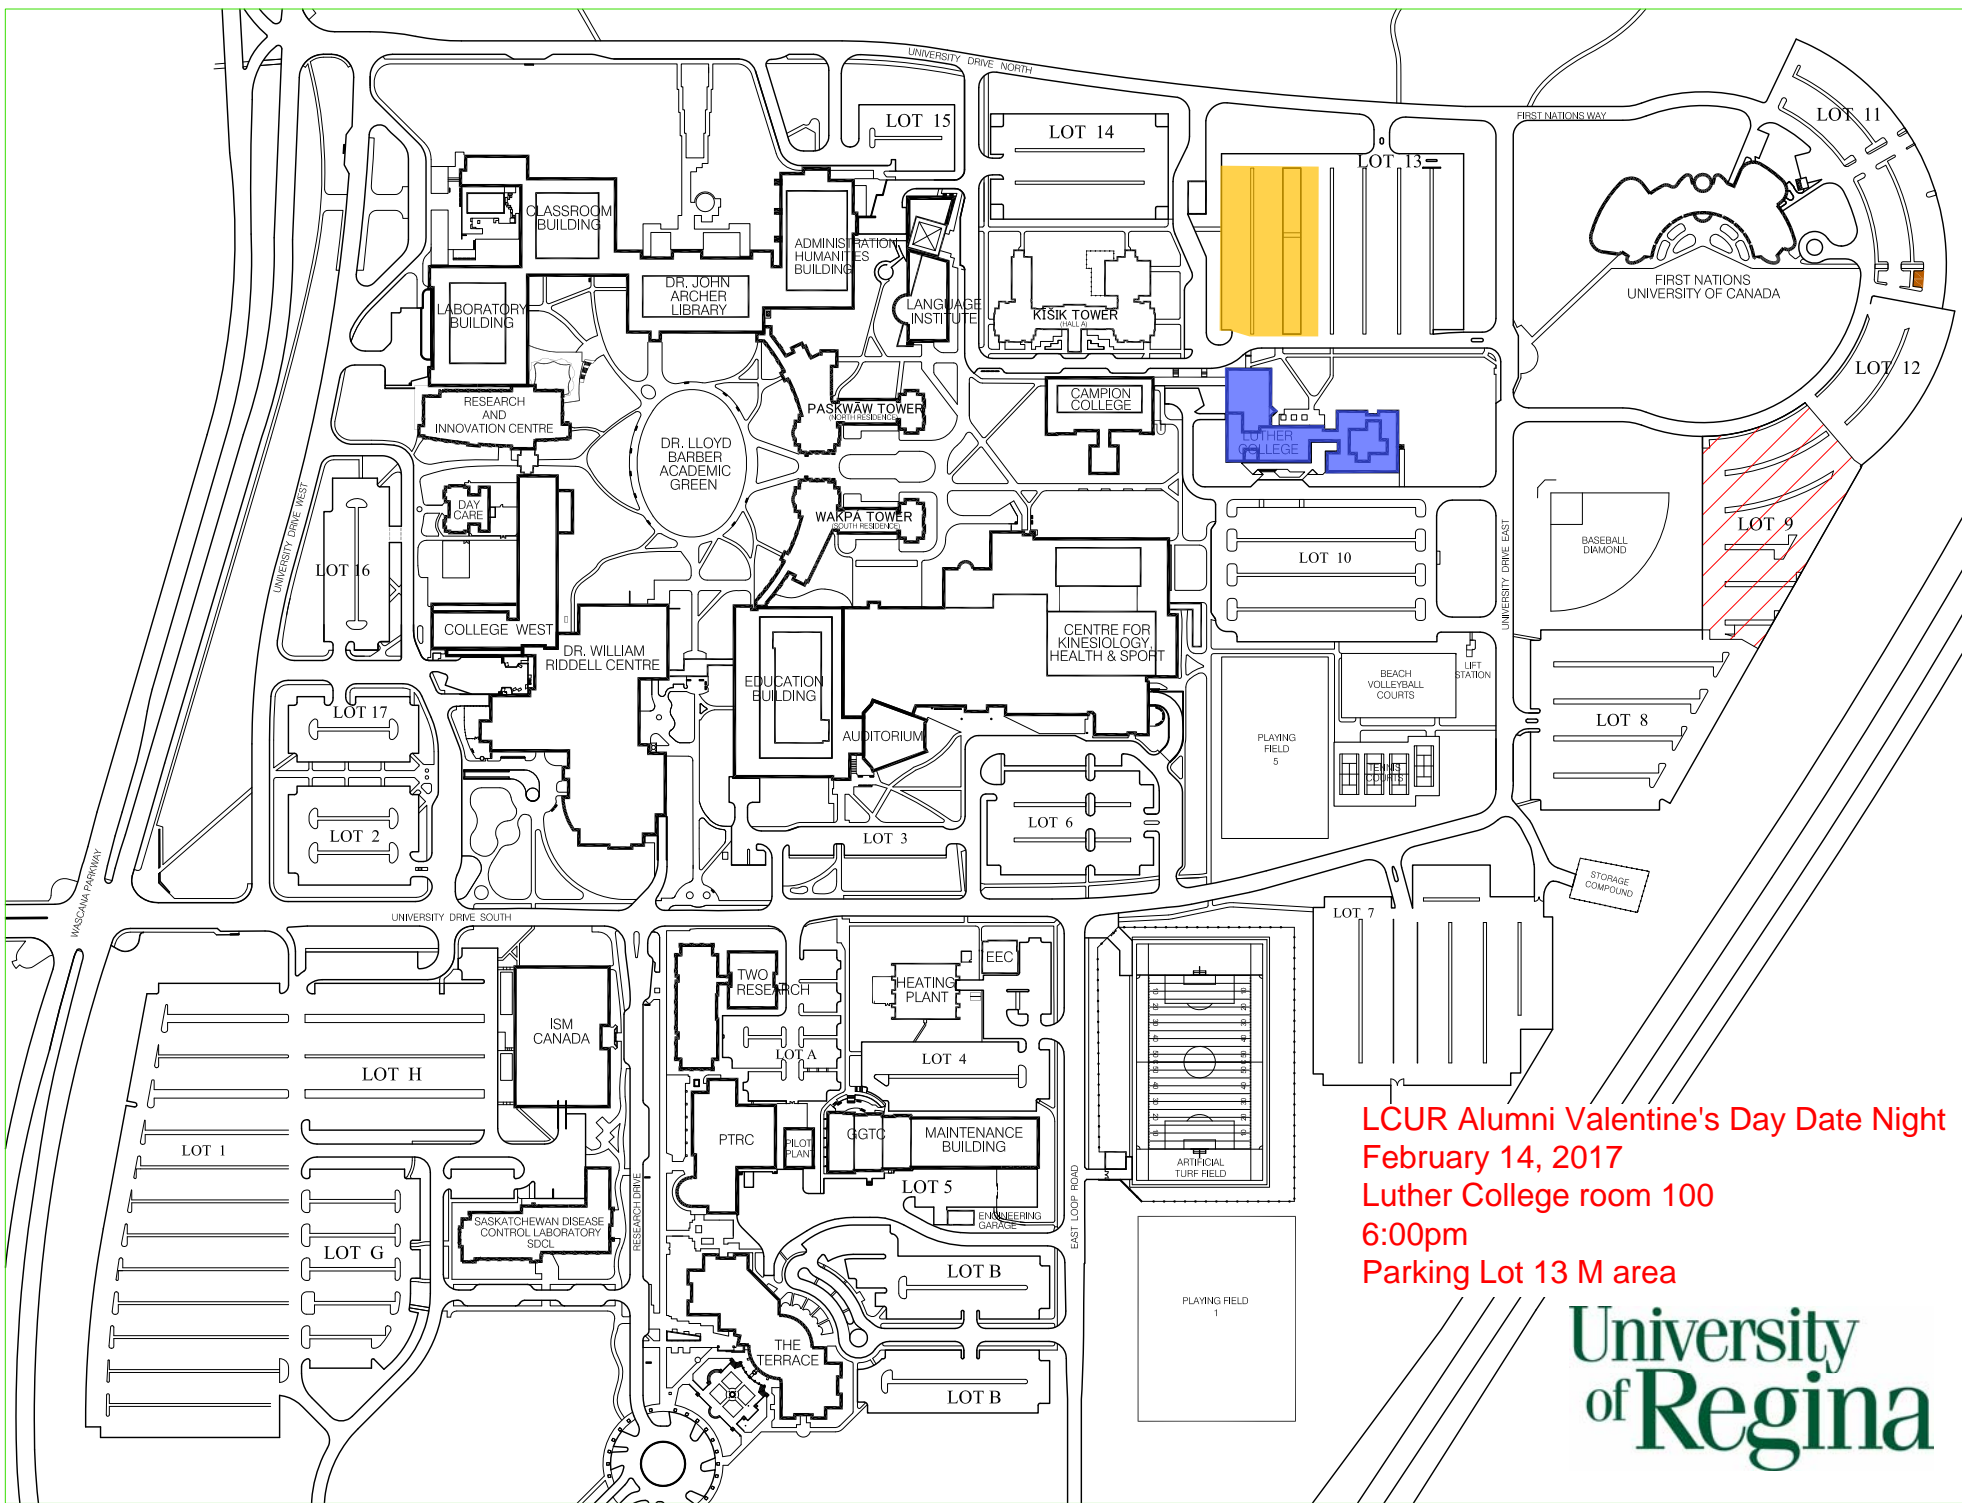 UNIVERSITY DRIVE NORTH
FIRST NATIONS WAY
LOT 11
LOT 15
LOT 14
LOT 13
CLASSROOM
BUILDING
ADMINISTRATION
HUMANITIES
BUILDING
DR. JOHN
ARCHER
LIBRARY
LABORATORY
BUILDING
LANGUAGE
INSTITUTE
KĪŠIK TOWER
(HALL A)
FIRST NATIONS
UNIVERSITY OF CANADA
LOT 12
RESEARCH
AND
INNOVATION CENTRE
PASKWĀW TOWER
(NORTH RESIDENCE)
CAMPION
COLLEGE
LUTHER
COLLEGE
DR. LLOYD
BARBER
ACADEMIC
GREEN
DAY
CARE
WAKPÁ TOWER
(SOUTH RESIDENCE)
UNIVERSITY DRIVE WEST
LOT 16
LOT 10
UNIVERSITY DRIVE EAST
BASEBALL
DIAMOND
LOT 9
COLLEGE WEST
DR. WILLIAM
RIDDELL CENTRE
CENTRE FOR
KINESIOLOGY,
HEALTH & SPORT
EDUCATION
BUILDING
AUDITORIUM
BEACH
VOLLEYBALL
COURTS
LIFT
STATION
LOT 17
LOT 8
PLAYING
FIELD
5
TENNIS
COURTS
LOT 2
LOT 3
LOT 6
WASCANA PARKWAY
STORAGE
COMPOUND
UNIVERSITY DRIVE SOUTH
LOT 7
TWO
RESEARCH
HEATING
PLANT
EEC
ISM
CANADA
LOT A
LOT 4
LOT H
LOT 1
PTRC
PILOT
PLANT
GGTC
MAINTENANCE
BUILDING
ARTIFICIAL
TURF FIELD
LOT 5
ENGINEERING
GARAGE
RESEARCH DRIVE
EAST LOOP ROAD
SASKATCHEWAN DISEASE
CONTROL LABORATORY
SDCL
LOT G
LOT B
PLAYING FIELD
1
THE
TERRACE
LOT B
LCUR Alumni Valentine's Day Date Night
February 14, 2017
Luther College room 100
6:00pm
Parking Lot 13 M area
University
of Regina